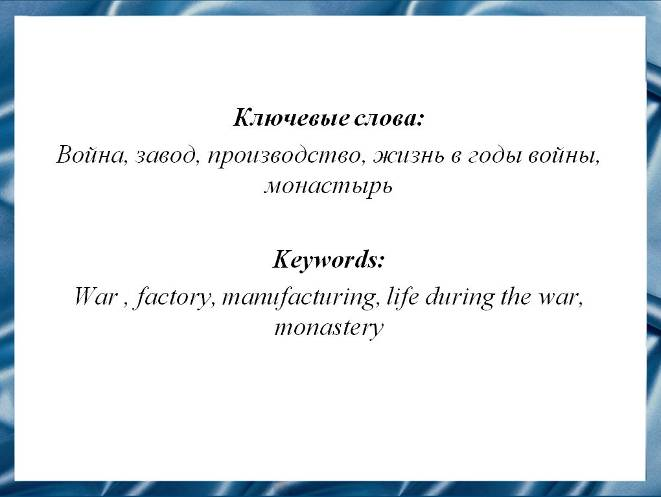 Ключевые слова:
Война, завод, производство, жизнь в годы войны,
монастырь
Keywords:
War , factory, manufacturing, life during the war,
monastery